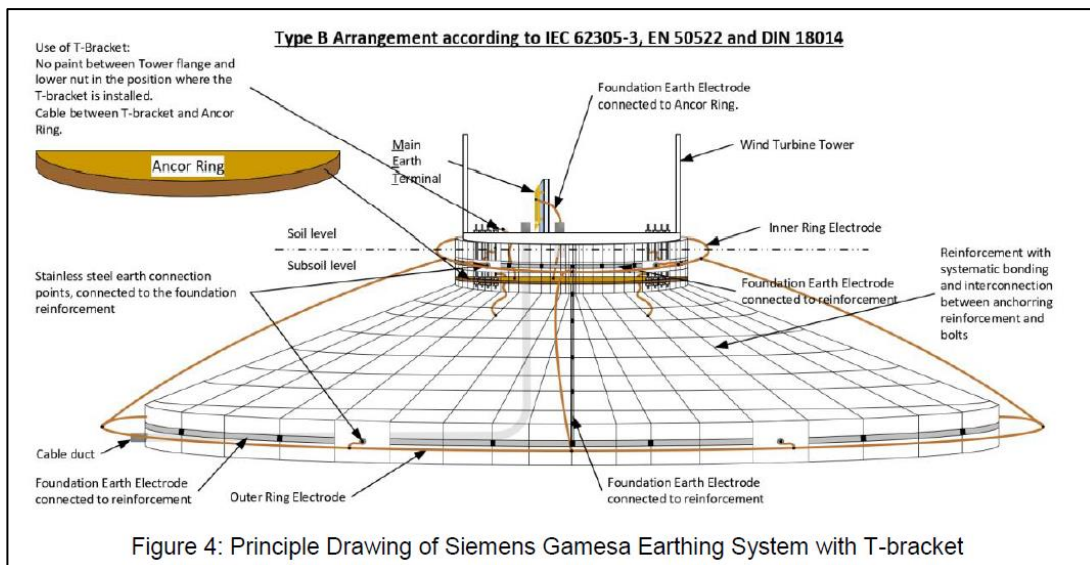 Type B Arrangement according to IEC 62305-3, EN 50522 and DIN 18014
Use of T-Bracket:
No paint between Tower flange and
lower nut in the position where the
T-bracket is installed.
Cable between T-bracket and Ancor
Ring.
Ancor Ring
Main
Earth
Terminal
Foundation Earth Electrode
connected to Ancor Ring.
Wind Turbine Tower
Soil level
Subsoil level
Inner Ring Electrode
Stainless steel earth connection
points, connected to the foundation
reinforcement
Foundation Earth Electrode
connected to reinforcement
Reinforcement with
systematic bonding
and interconnection
between anchorring
reinforcement and
bolts
Cable duct
Foundation Earth Electrode
connected to reinforcement
Outer Ring Electrode
Foundation Earth Electrode
connected to reinforcement
Figure 4: Principle Drawing of Siemens Gamesa Earthing System with T-bracket